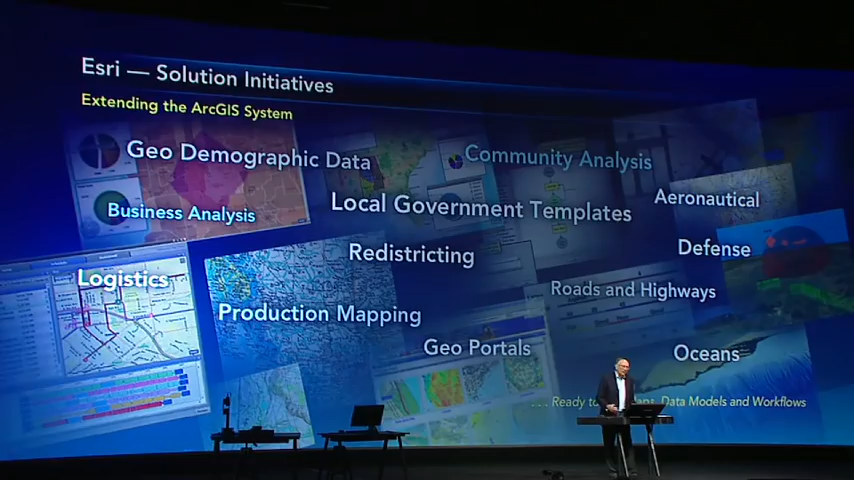 Esri — Solution Initiatives
Extending the ArcGIS System
Geo Demographic Data
Community Analysis
Business Analysis
Local Government Templates
Aeronautical
Redistricting
Defense
Logistics
Roads and Highways
Production Mapping
Geo Portals
Oceans
. . . Ready to Data Models and Workflows